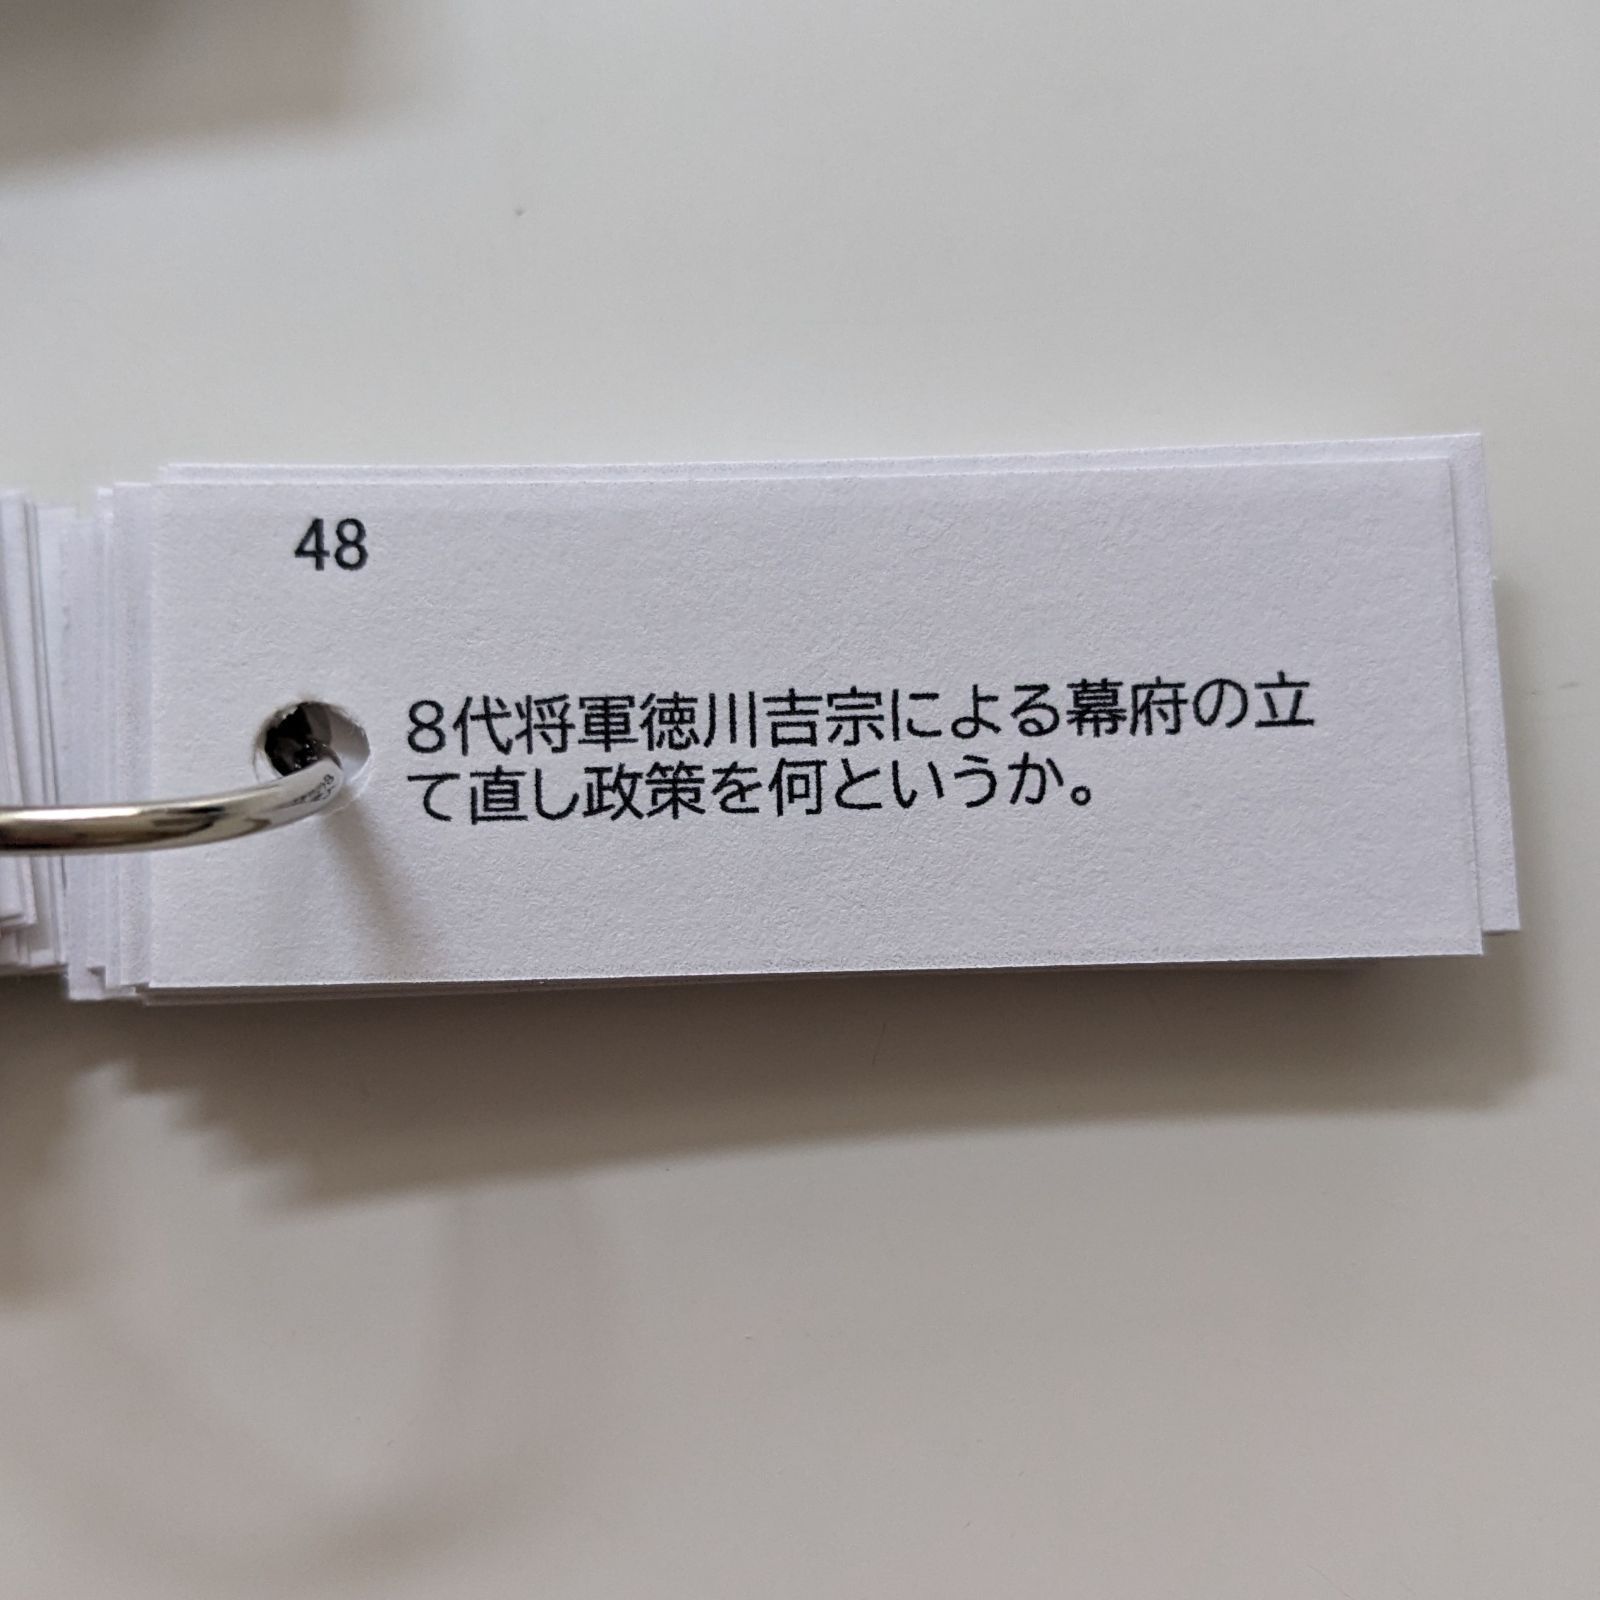 48
8代将軍徳川吉宗による幕府の立
て直し政策を何というか。